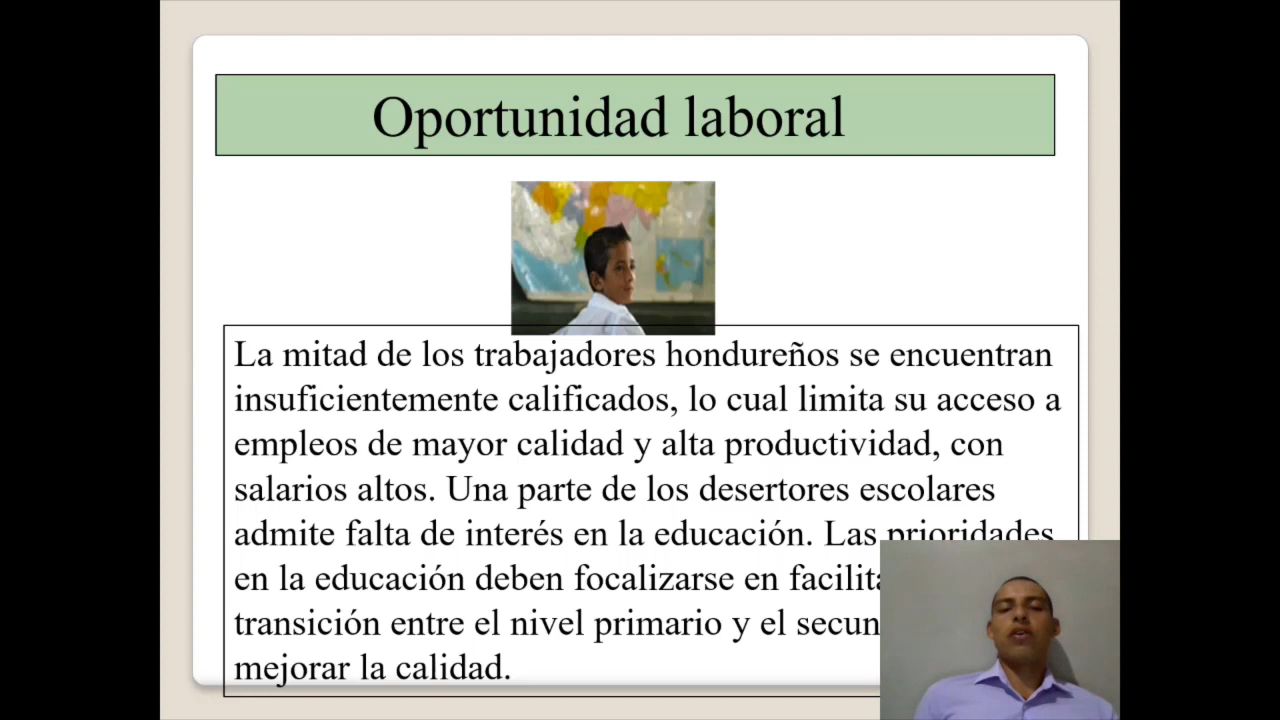 Oportunidad laboral
La mitad de los trabajadores hondureños se encuentran
insuficientemente calificados, lo cual limita su acceso a
empleos de mayor calidad y alta productividad, con
salarios altos. Una parte de los desertores escolares
admite falta de interés en la educación. Las prioridades
en la educación deben focalizarse en
transición entre el nivel primario y el
mejorar la calidad.